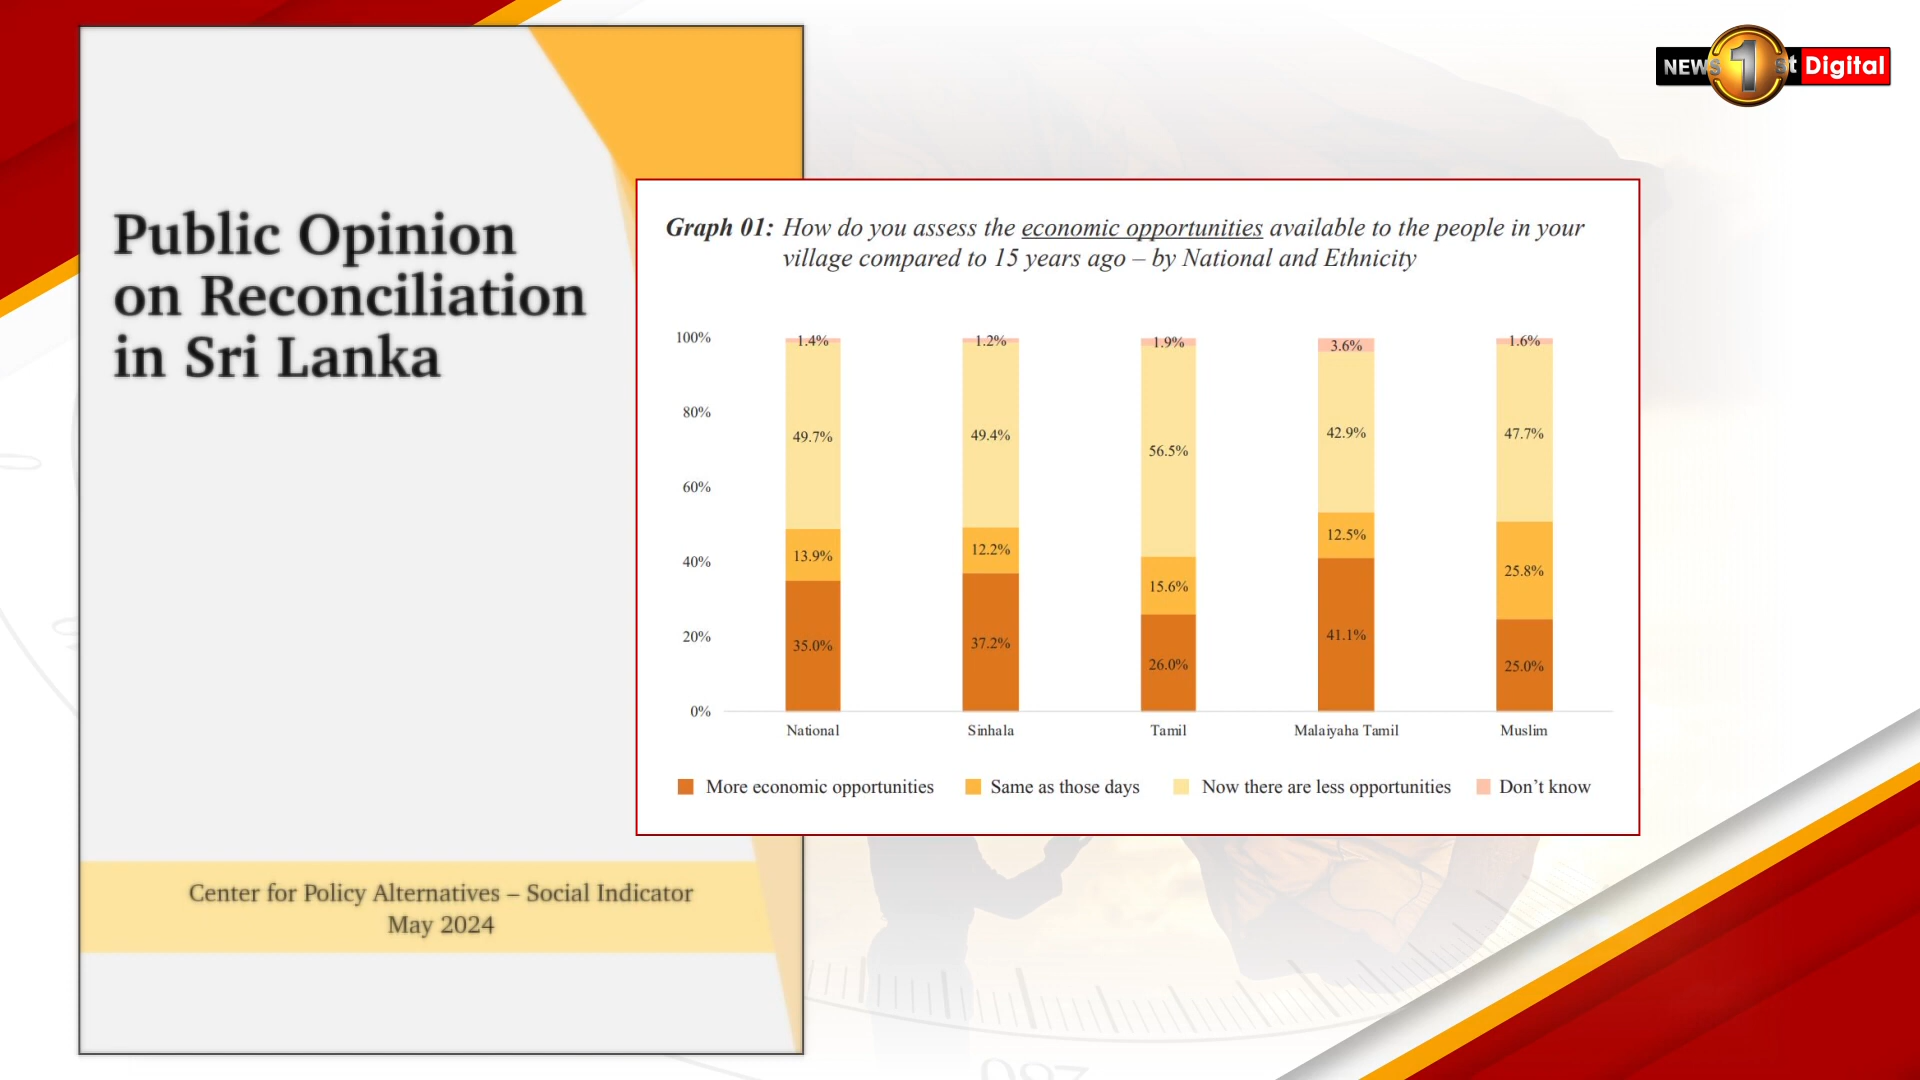 NEWS 1st Digital
Public Opinion
on Reconciliation
in Sri Lanka
Graph 01: How do you assess the economic opportunities available to the people in your
village compared to 15 years ago – by National and Ethnicity
100%
80%
60%
40%
20%
0%
1.4%
49.7%
13.9%
35.0%
National
1.2%
49.4%
12.2%
37.2%
Sinhala
1.9%
56.5%
15.6%
26.0%
Tamil
3.6%
42.9%
12.5%
41.1%
Malaiyaha Tamil
1.6%
47.7%
25.8%
25.0%
Muslim
More economic opportunities
Same as those days
Now there are less opportunities
Don’t know
Center for Policy Alternatives – Social Indicator
May 2024